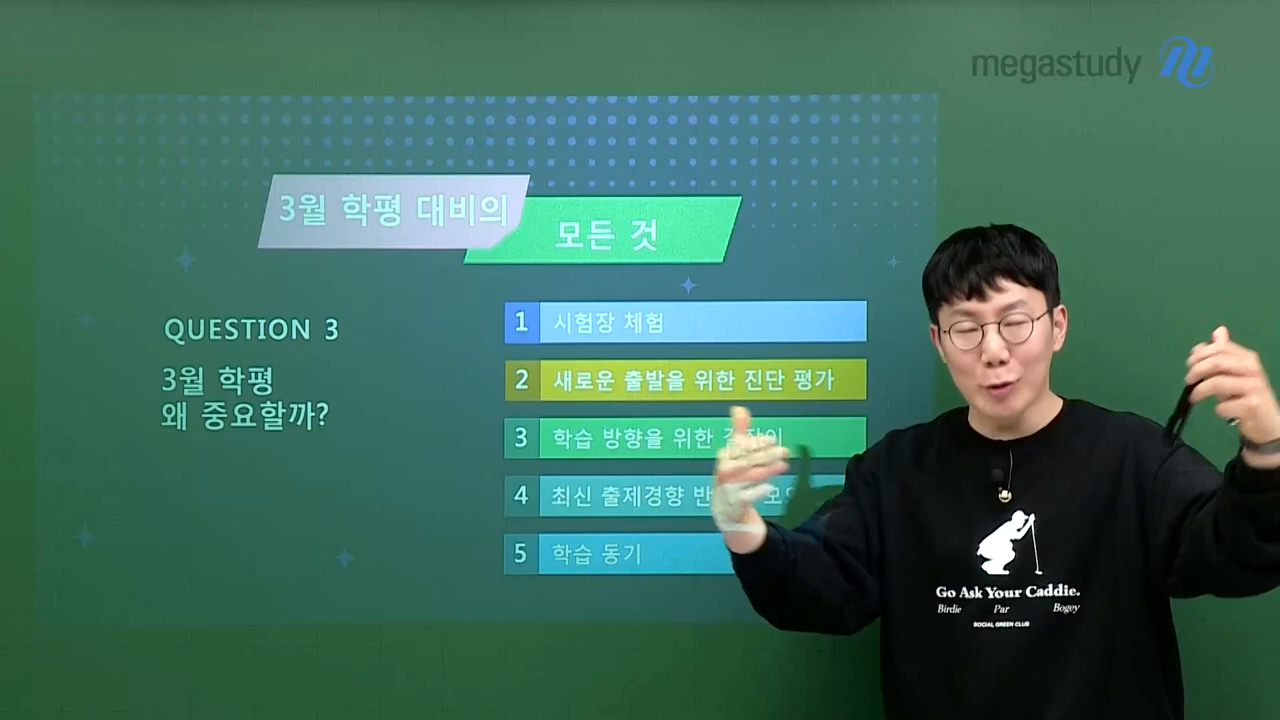 megastudy
3월 학평 대비의
모든 것
QUESTION 3
3월 학평
왜 중요할까?
1 시험장 체험
2 새로운 출발을 위한 진단 평가
3 학습 방향을 위한
4 최신 출제경향
5 학습 동기
Go Ask Your Caddie.
Birdie Par Bogey
SOCIAL GREEN CLUB